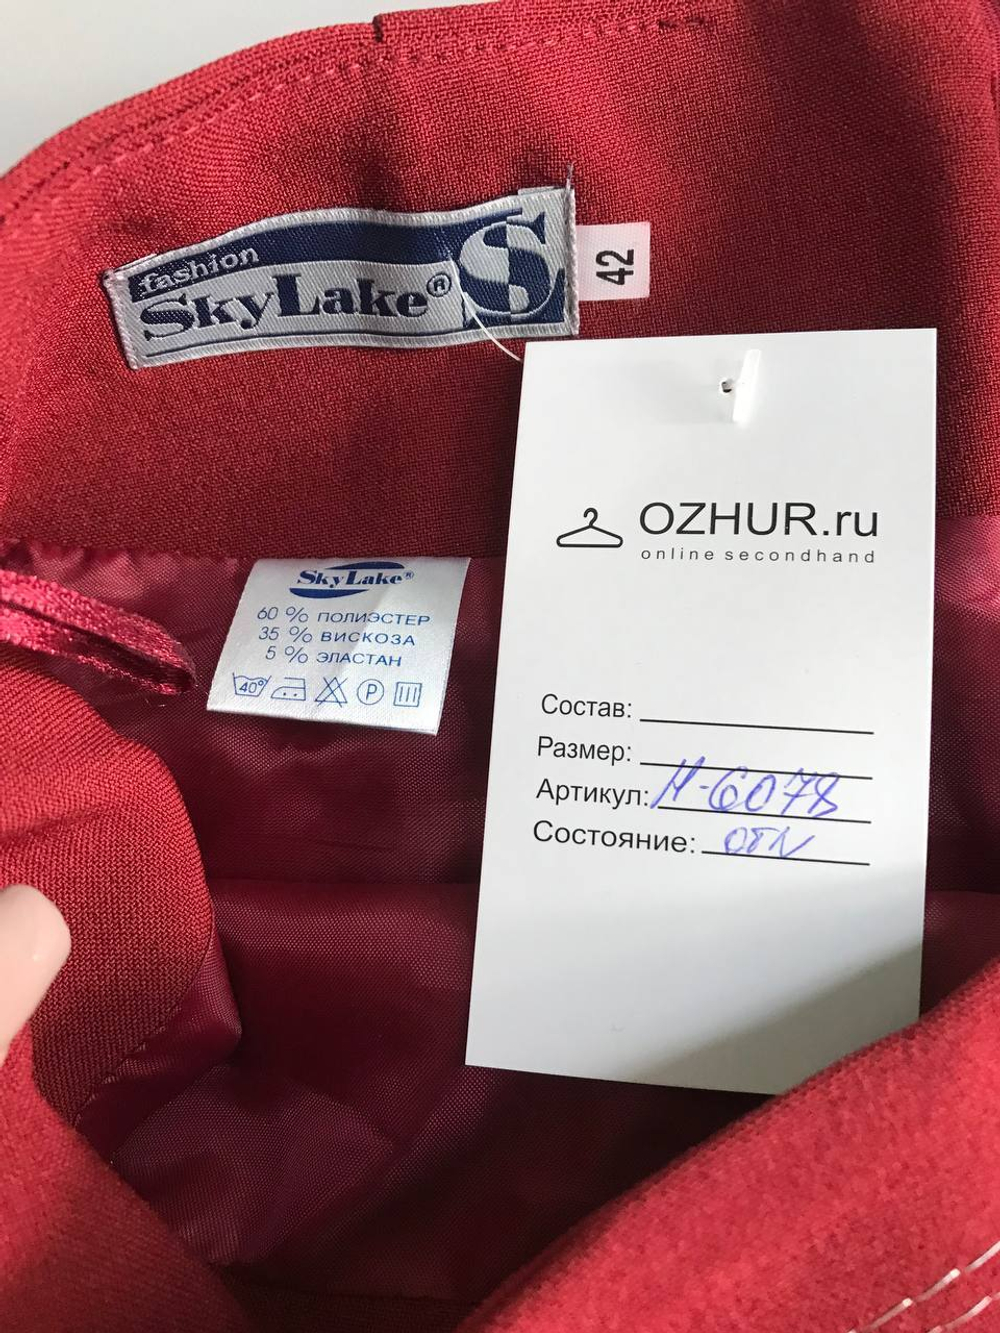 fashion
SkyLake®
S
42
SkyLake®
60 % ПОЛИЭСТЕР
35 % ВИСКОЗА
5 % ЭЛАСТАН
40° P
OZHUR.ru
online secondhand
Состав:
Размер:
Артикул: Н-6078
Состояние: